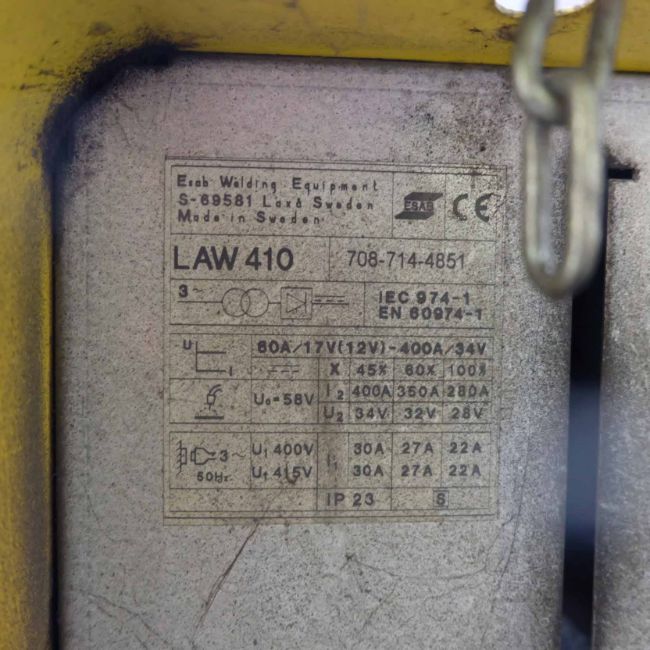 Esab Welding Equipment
S-69581 Laxå Sweden
Made in Sweden
ESAB CE
LAW 410 708-714-4851
3~
IEC 974-1
EN 60974-1
U I 60A/17V(12V)-400A/34V
X 45% 60% 100%
U₀=58V I₂ 400A 350A 280A
U₂ 34V 32V 28V
3~ 50Hz U₁ 400V I₁ 30A 27A 22A
U₁ 415V 30A 27A 22A
IP 23 S